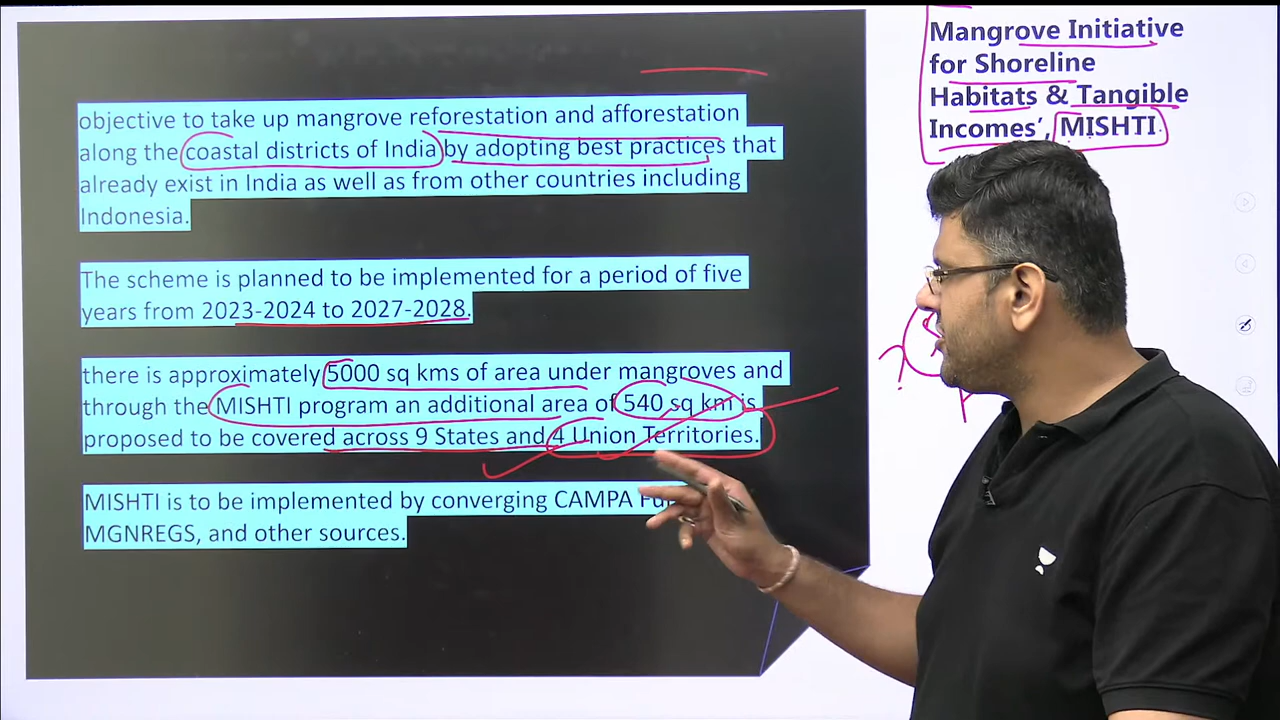 objective to take up mangrove reforestation and afforestation
along the coastal districts of India by adopting best practices that
already exist in India as well as from other countries including
Indonesia.
The scheme is planned to be implemented for a period of five
years from 2023-2024 to 2027-2028.
there is approximately 5000 sq kms of area under mangroves and
through the MISHTI program an additional area of 540 sq km is
proposed to be covered across 9 States and 4 Union Territories.
MISHTI is to be implemented by converging CAMPA
MGNREGS, and other sources.
Mangrove Initiative
for Shoreline
Habitats & Tangible
Incomes’, MISHTI.
?